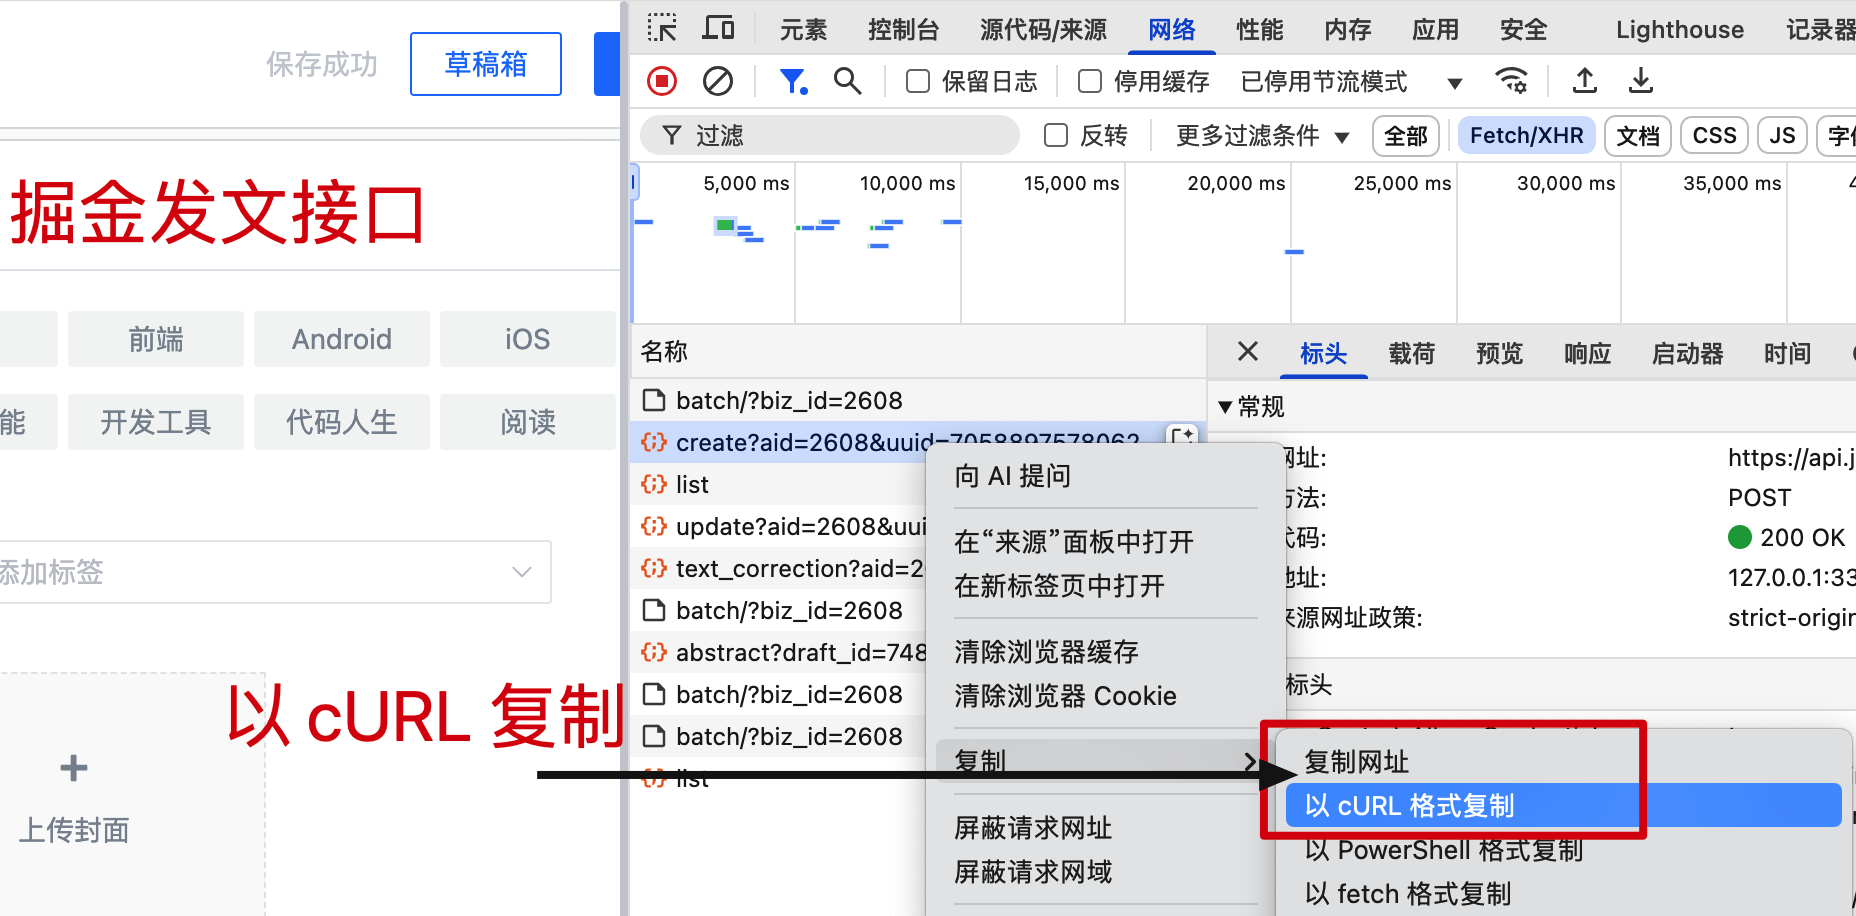 保存成功
草稿箱
掘金发文接口
前端
Android
iOS
能
开发工具
代码人生
阅读
添加标签
以 cURL 复制
上传封面
元素
控制台
源代码/来源
网络
性能
内存
应用
安全
Lighthouse
记录器
保留日志
停用缓存
已停用节流模式
过滤
反转
更多过滤条件
全部
Fetch/XHR
文档
CSS
JS
5,000 ms
10,000 ms
15,000 ms
20,000 ms
25,000 ms
30,000 ms
35,000 ms
名称
batch/?biz_id=2608
create?aid=2608&uuid=7058897578062
list
update?aid=2608&uui
text_correction?aid=2
batch/?biz_id=2608
abstract?draft_id=748
batch/?biz_id=2608
batch/?biz_id=2608
list
标头
载荷
预览
响应
启动器
时间
常规
网址:
https://api.j
方法:
POST
代码:
200 OK
地址:
127.0.0.1:33
来源网址政策:
strict-origin
标头
向 AI 提问
在“来源”面板中打开
在新标签页中打开
清除浏览器缓存
清除浏览器 Cookie
复制
屏蔽请求网址
屏蔽请求网域
复制网址
以 cURL 格式复制
以 PowerShell 格式复制
以 fetch 格式复制